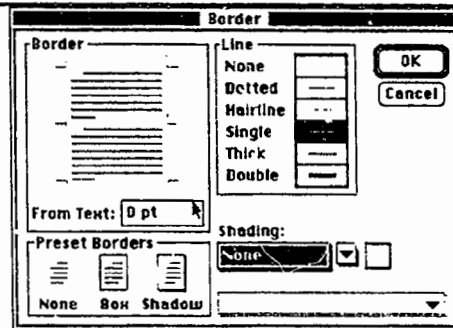 Border
Border
From Text: 0 pt
Preset Borders
None Box Shadow
Line
None
Dotted
Hairline
Single
Thick
Double
OK
Cancel
Shading:
None